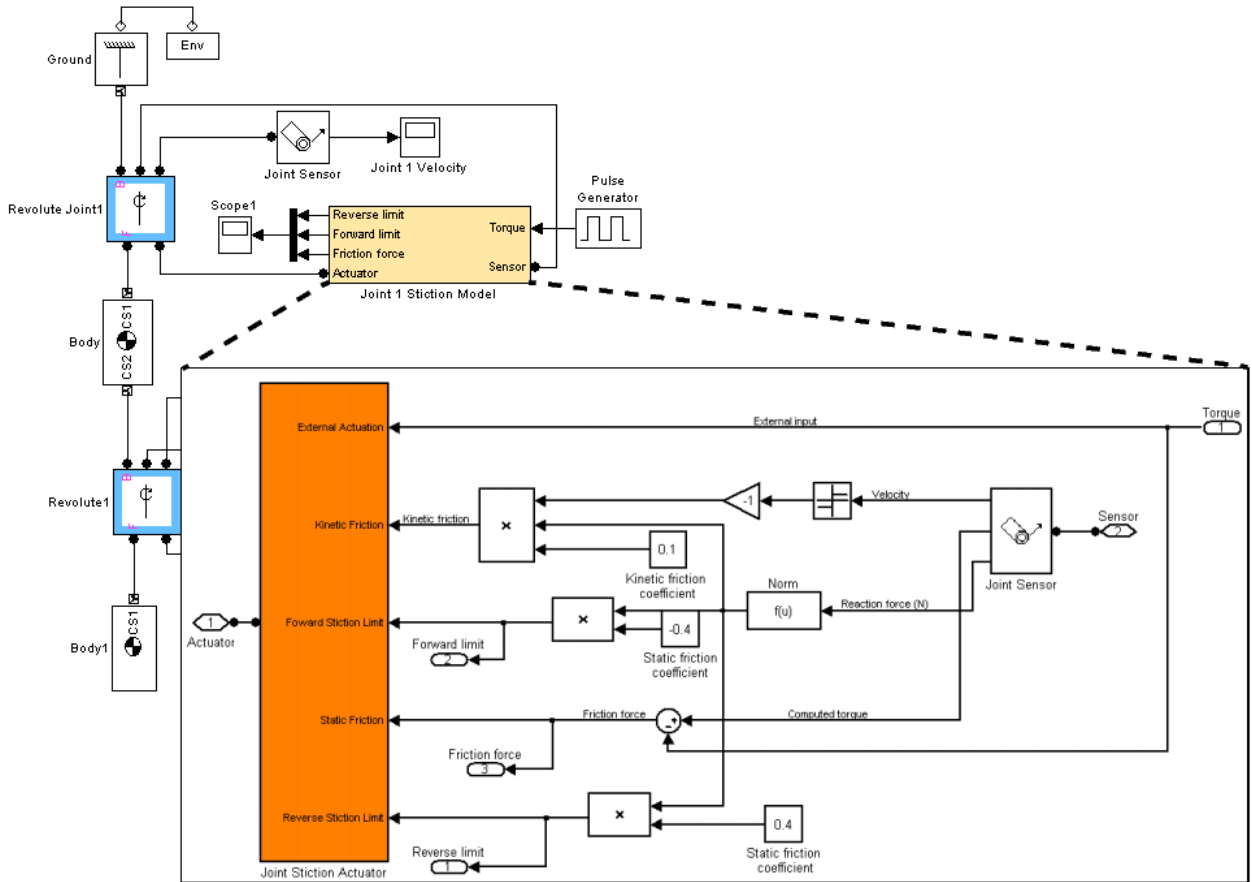 Env
Ground
Joint Sensor
Joint 1 Velocity
B
F
Revolute Joint1
Scope1
Reverse limit
Forward limit
Friction force
Actuator
Torque
Sensor
Joint 1 Stiction Model
Pulse
Generator
CS1
CS2
Body
B
F
Revolute1
CS1
Body1
External Actuation
External input
Torque
1
Kinetic Friction
Kinetic friction
×
-1
Velocity
0.1
Kinetic friction
coefficient
Joint Sensor
Sensor
2
Norm
f(u)
Reaction force (N)
1
Actuator
Foward Stiction Limit
Forward limit
2
×
-0.4
Static friction
coefficient
Static Friction
Friction force
Computed torque
Friction force
3
Reverse Stiction Limit
Reverse limit
1
×
0.4
Static friction
coefficient
Joint Stiction Actuator